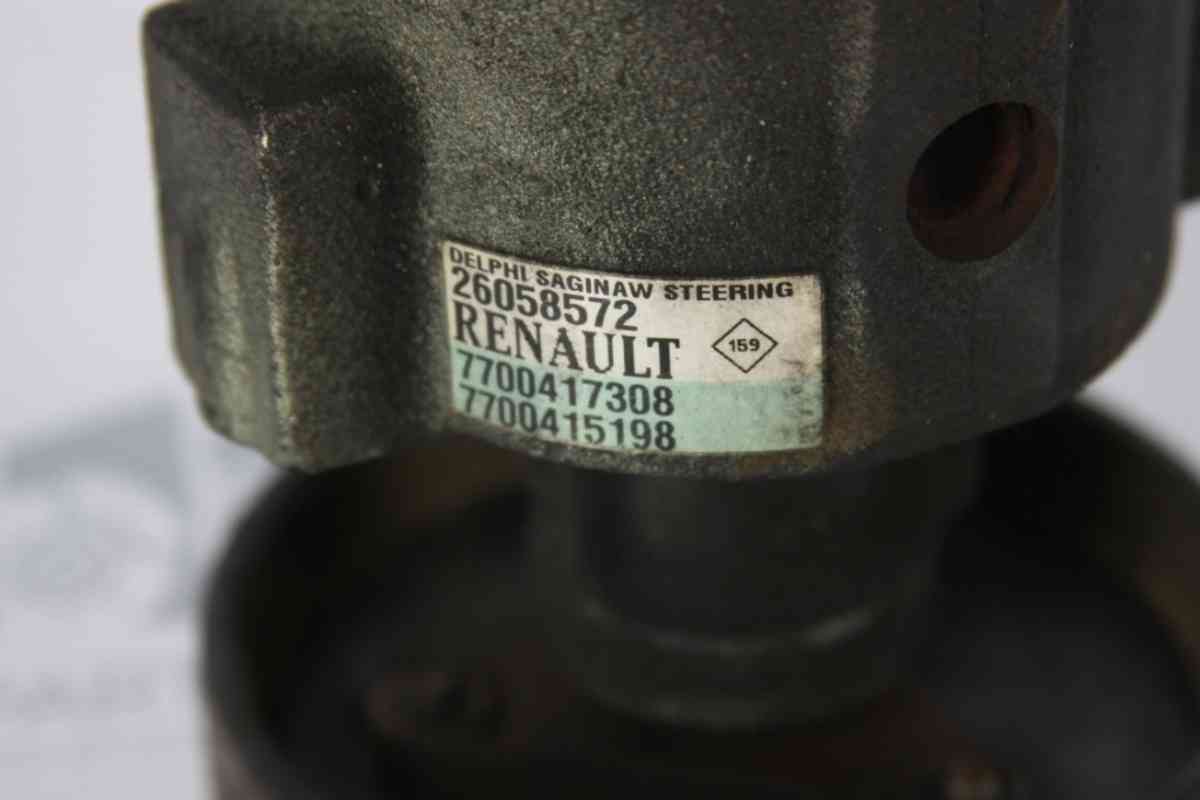 DELPHI SAGINAW STEERING
26058572
RENAULT
159
7700417308
7700415198